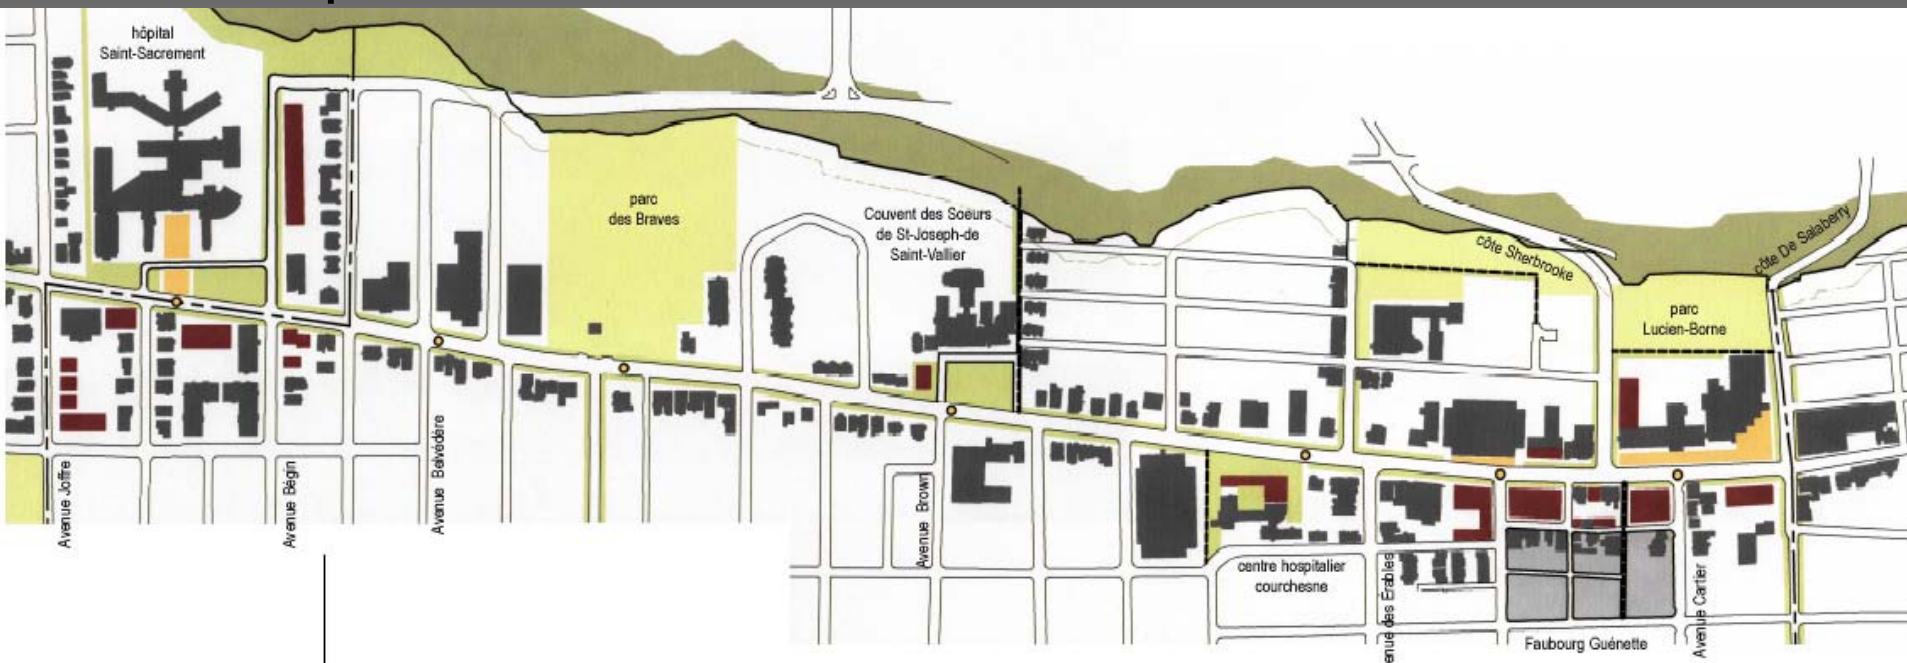 hôpital
Saint-Sacrement
parc
des Braves
Couvent des Soeurs
de St-Joseph-de
Saint-Vallier
côte Sherbrooke
côte De Salaberry
parc
Lucien-Borne
Avenue Joffre
Avenue Bégin
Avenue Belvédère
Avenue Brown
centre hospitalier
courchesne
enue des Érables
Faubourg Guénette
Avenue Cartier